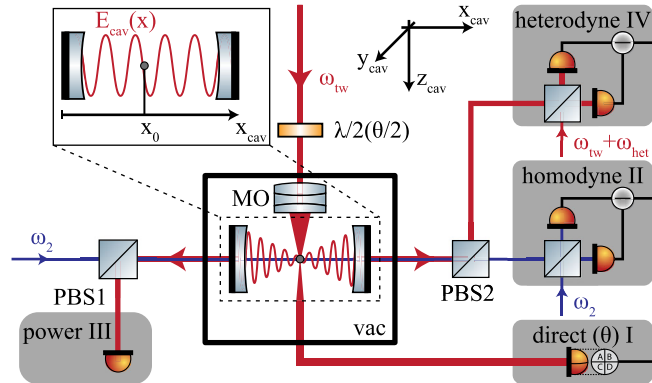 E_cav(x)
x_0
x_cav
ω_tw
λ/2(θ/2)
x_cav
y_cav
z_cav
MO
vac
ω_2
PBS1
power III
PBS2
heterodyne IV
ω_tw+ω_het
homodyne II
ω_2
direct (θ) I
A B
C D